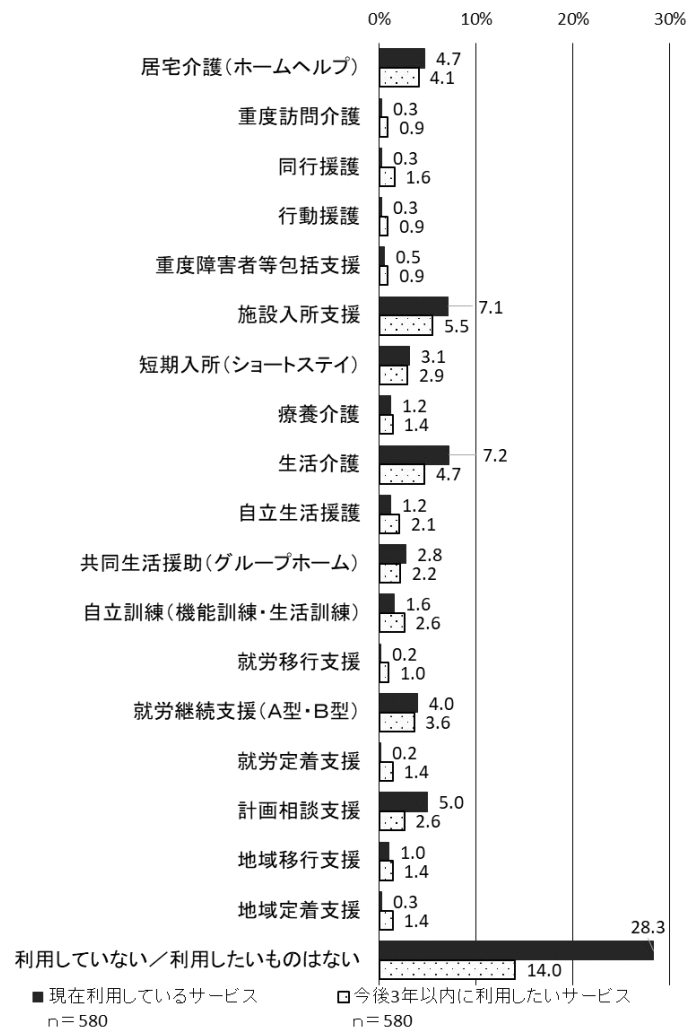 0% 10% 20% 30%
居宅介護(ホームヘルプ) 4.7
4.1
重度訪問介護 0.3
0.9
同行援護 0.3
1.6
行動援護 0.3
0.9
重度障害者等包括支援 0.5
0.9
施設入所支援 7.1
5.5
短期入所(ショートステイ) 3.1
2.9
療養介護 1.2
1.4
生活介護 7.2
4.7
自立生活援護 1.2
2.1
共同生活援助(グループホーム) 2.8
2.2
自立訓練(機能訓練・生活訓練) 1.6
2.6
就労移行支援 0.2
1.0
就労継続支援(A型・B型) 4.0
3.6
就労定着支援 0.2
1.4
計画相談支援 5.0
2.6
地域移行支援 1.0
1.4
地域定着支援 0.3
1.4
利用していない/利用したいものはない 28.3
14.0
現在利用しているサービス 今後3年以内に利用したいサービス
n=580 n=580